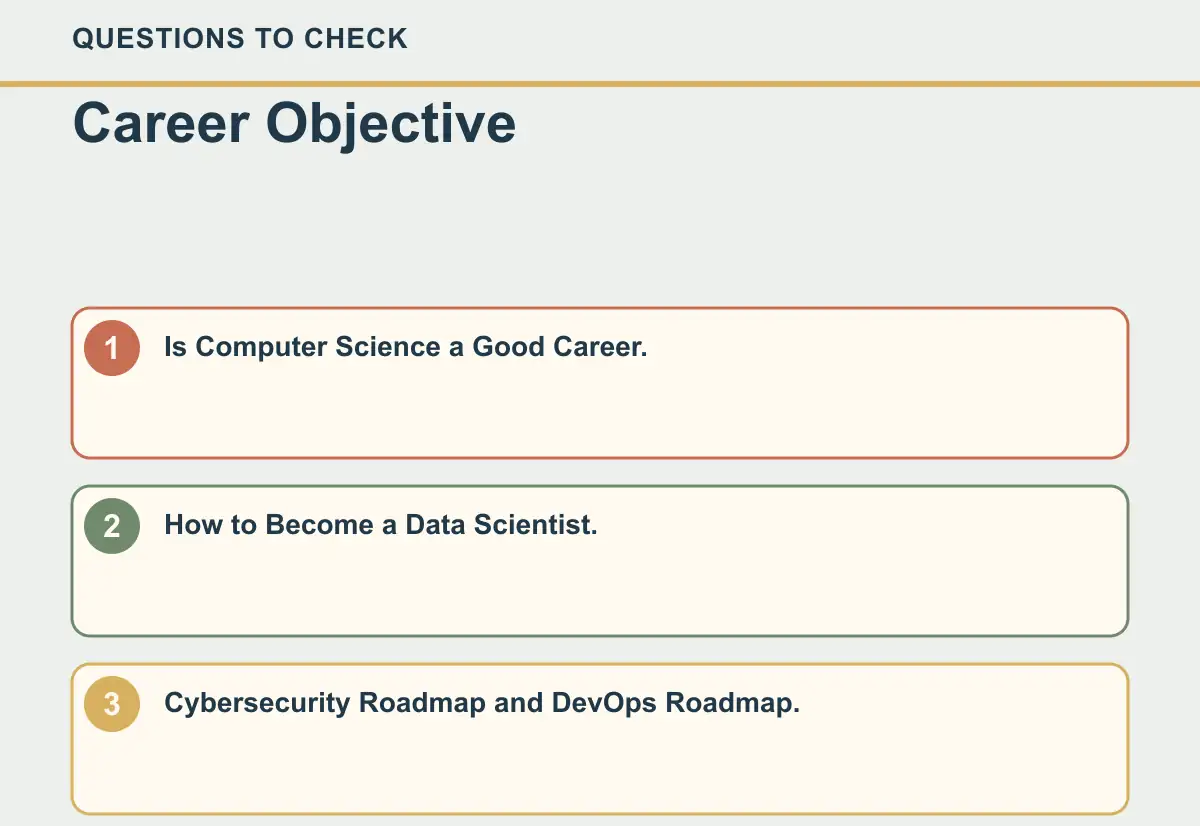 QUESTIONS TO CHECK
Career Objective
1 Is Computer Science a Good Career.
2 How to Become a Data Scientist.
3 Cybersecurity Roadmap and DevOps Roadmap.